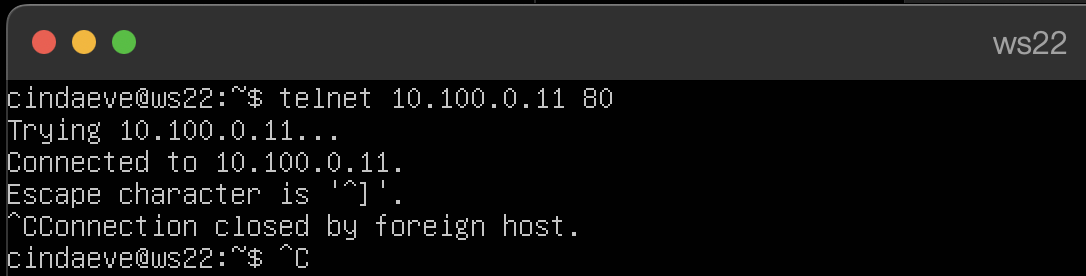 ws22
cindaeve@ws22:~$ telnet 10.100.0.11 80
Trying 10.100.0.11...
Connected to 10.100.0.11.
Escape character is '^]'.
^CConnection closed by foreign host.
cindaeve@ws22:~$ ^C